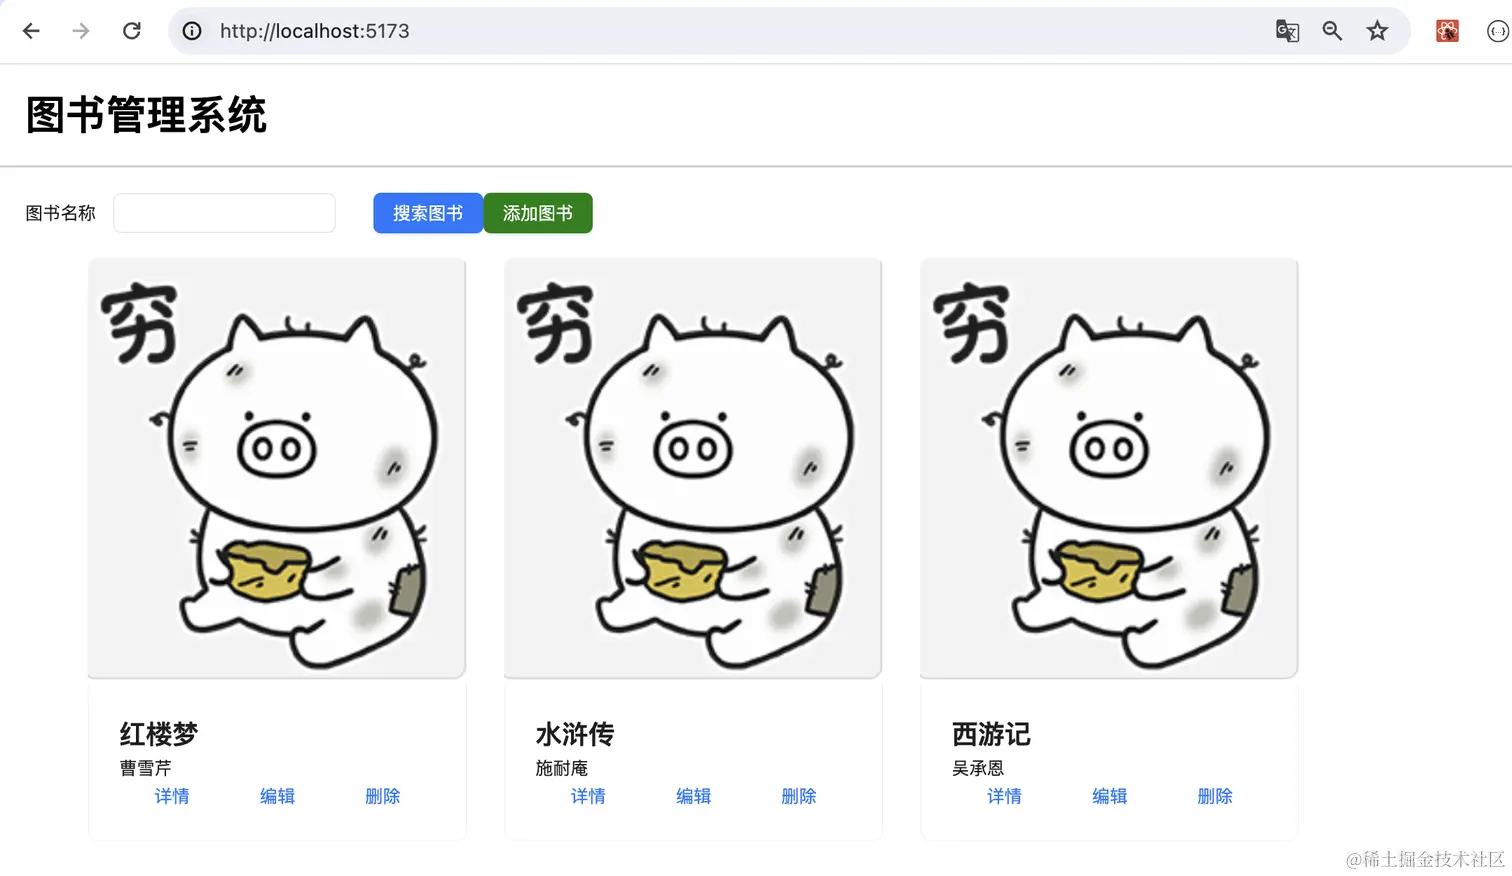 http://localhost:5173
图书管理系统
图书名称 搜索图书 添加图书
穷 穷 穷
红楼梦 水浒传 西游记
曹雪芹 施耐庵 吴承恩
详情 编辑 删除 详情 编辑 删除 详情 编辑 删除
@稀土掘金技术社区